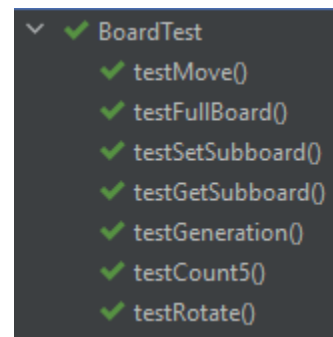 BoardTest
testMove()
testFullBoard()
testSetSubboard()
testGetSubboard()
testGeneration()
testCount5()
testRotate()